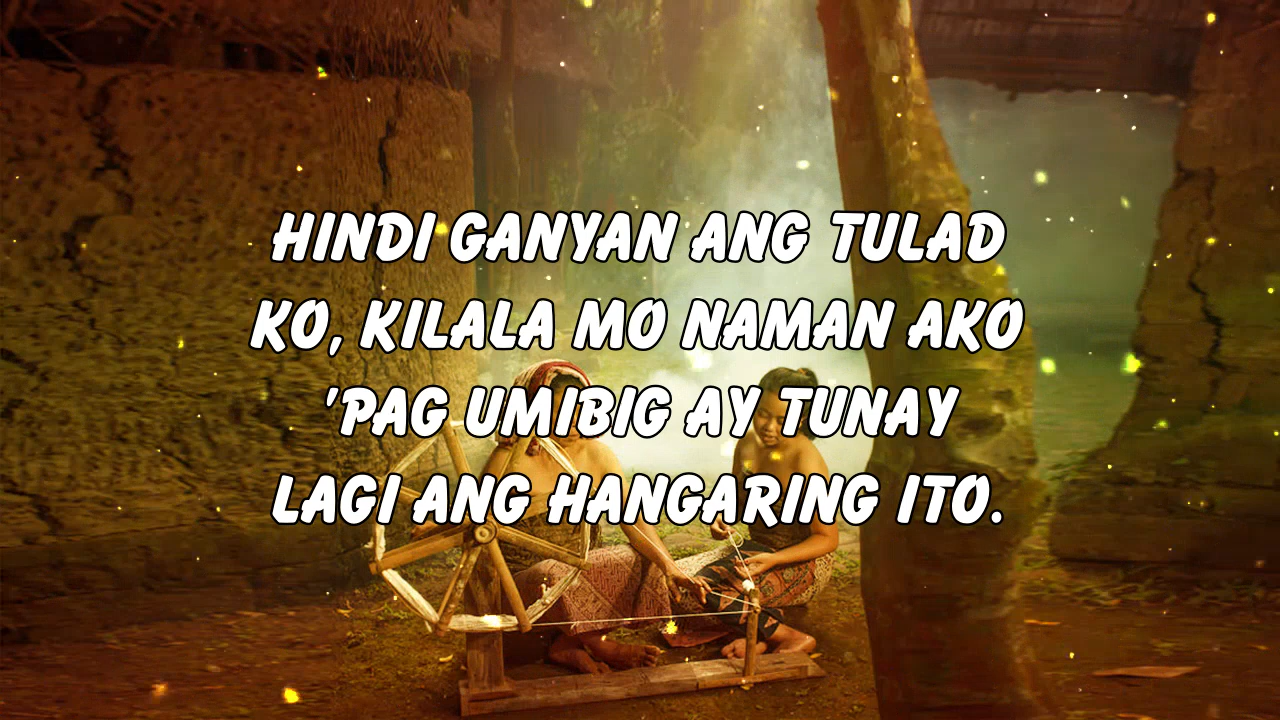 HINDI GANYAN ANG TULAD
KO, KILALA MO NAMAN AKO
'PAG UMIBIG AY TUNAY
LAGI ANG HANGARING ITO.